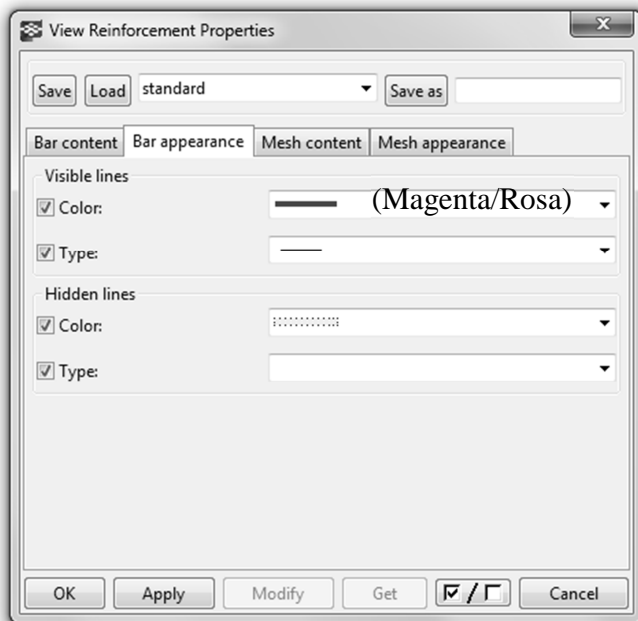 View Reinforcement Properties
Save Load standard Save as
Bar content Bar appearance Mesh content Mesh appearance
Visible lines
Color: (Magenta/Rosa)
Type:
Hidden lines
Color:
Type:
OK Apply Modify Get / Cancel